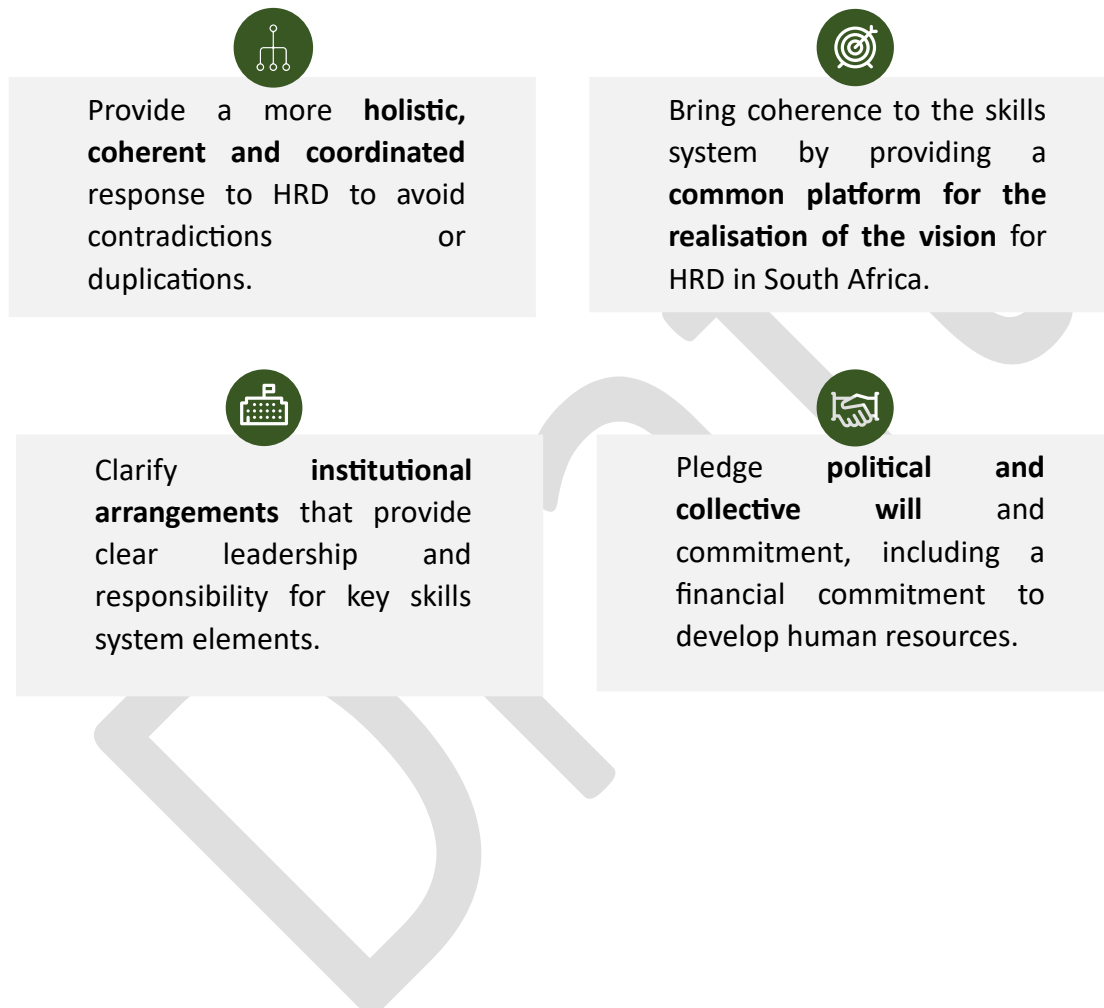 Provide a more holistic,
coherent and coordinated
response to HRD to avoid
contradictions or
duplications.
Bring coherence to the skills
system by providing a
common platform for the
realisation of the vision for
HRD in South Africa.
Clarify institutional
arrangements that provide
clear leadership and
responsibility for key skills
system elements.
Pledge political and
collective will and
commitment, including a
financial commitment to
develop human resources.